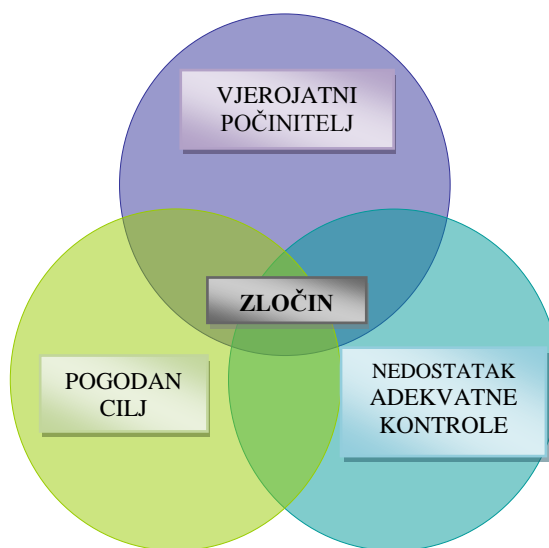 VJEROJATNI
POČINITELJ
ZLOČIN
POGODAN
CILJ
NEDOSTATAK
ADEKVATNE
KONTROLE